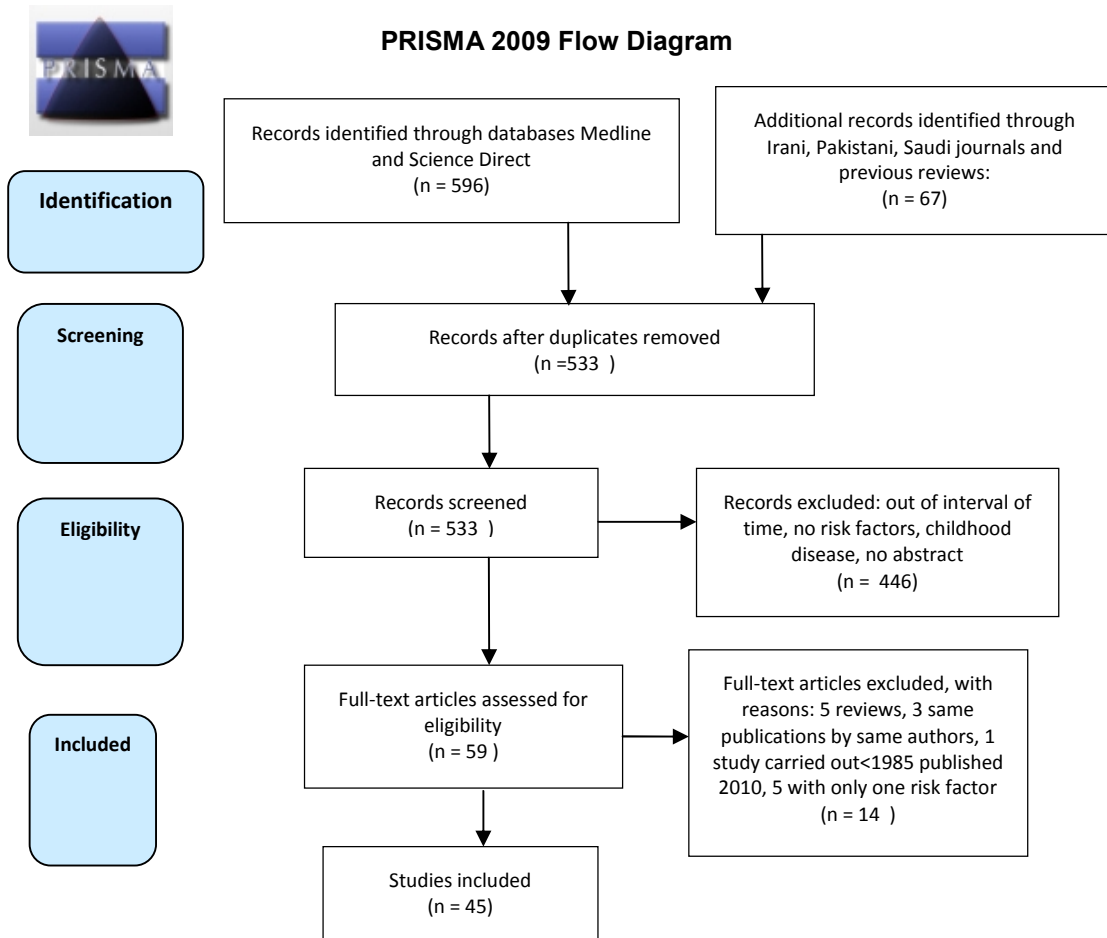 PRISMA
PRISMA 2009 Flow Diagram
Records identified through databases Medline
and Science Direct
(n = 596)
Additional records identified through
Irani, Pakistani, Saudi journals and
previous reviews:
(n = 67)
Identification
Screening
Records after duplicates removed
(n =533 )
Records screened
(n = 533 )
Records excluded: out of interval of
time, no risk factors, childhood
disease, no abstract
(n = 446)
Eligibility
Full-text articles assessed for
eligibility
(n = 59 )
Full-text articles excluded, with
reasons: 5 reviews, 3 same
publications by same authors, 1
study carried out<1985 published
2010, 5 with only one risk factor
(n = 14 )
Included
Studies included
(n = 45)